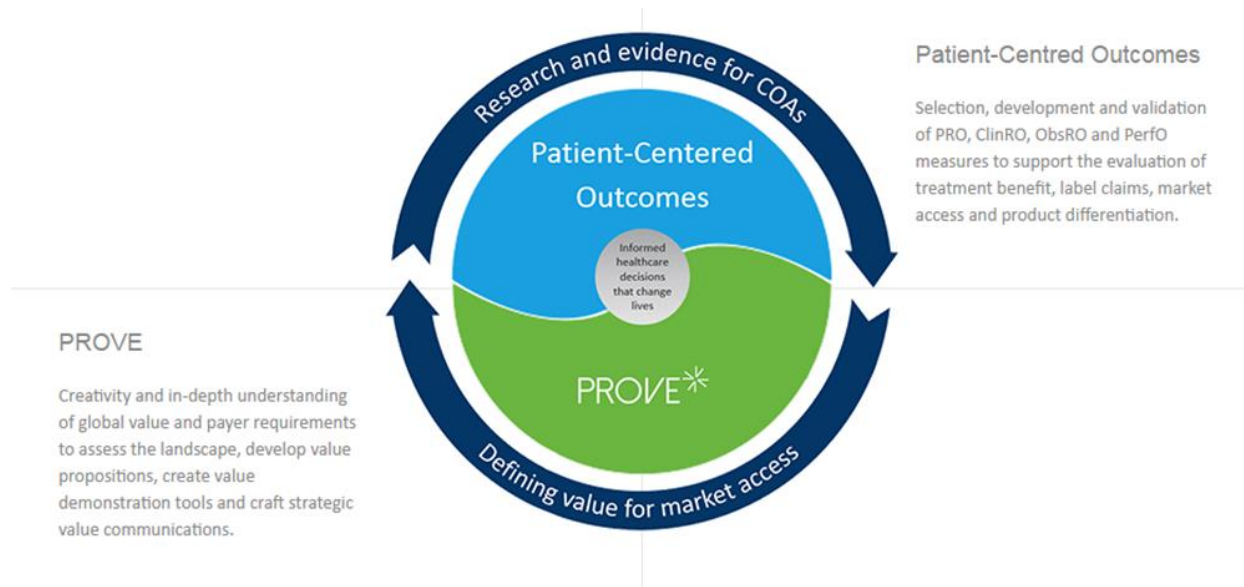 Research and evidence for COAs
Patient-Centered
Outcomes
Informed
healthcare
decisions
that change
lives
PROVE
Defining value for market access
Patient-Centred Outcomes
Selection, development and validation
of PRO, ClinRO, ObsRO and PerfO
measures to support the evaluation of
treatment benefit, label claims, market
access and product differentiation.
PROVE
Creativity and in-depth understanding
of global value and payer requirements
to assess the landscape, develop value
propositions, create value
demonstration tools and craft strategic
value communications.